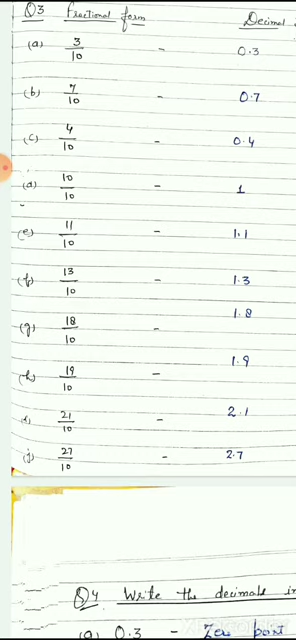 Q3 Fractional form Decimal
(a) 3/10 - 0.3
(b) 7/10 - 0.7
(c) 4/10 - 0.4
(d) 10/10 - 1
(e) 11/10 - 1.1
(f) 13/10 - 1.3
(g) 18/10 - 1.8
(h) 19/10 - 1.9
i, 21/10 - 2.1
(j) 27/10 - 2.7
Q4 Write the decimals in
(a) 0.3 - Zero point